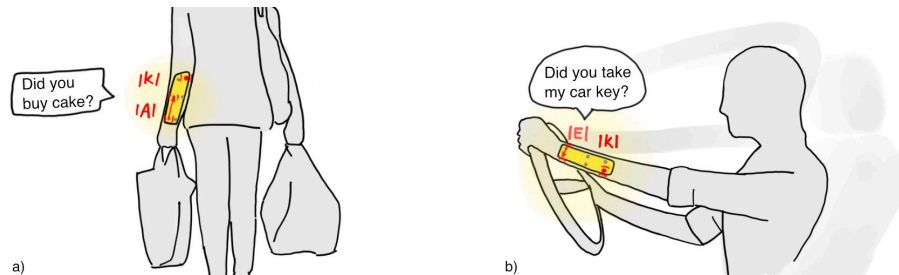 Did you
buy cake?
|K|
|A|
a)
Did you take
my car key?
|E| |K|
b)